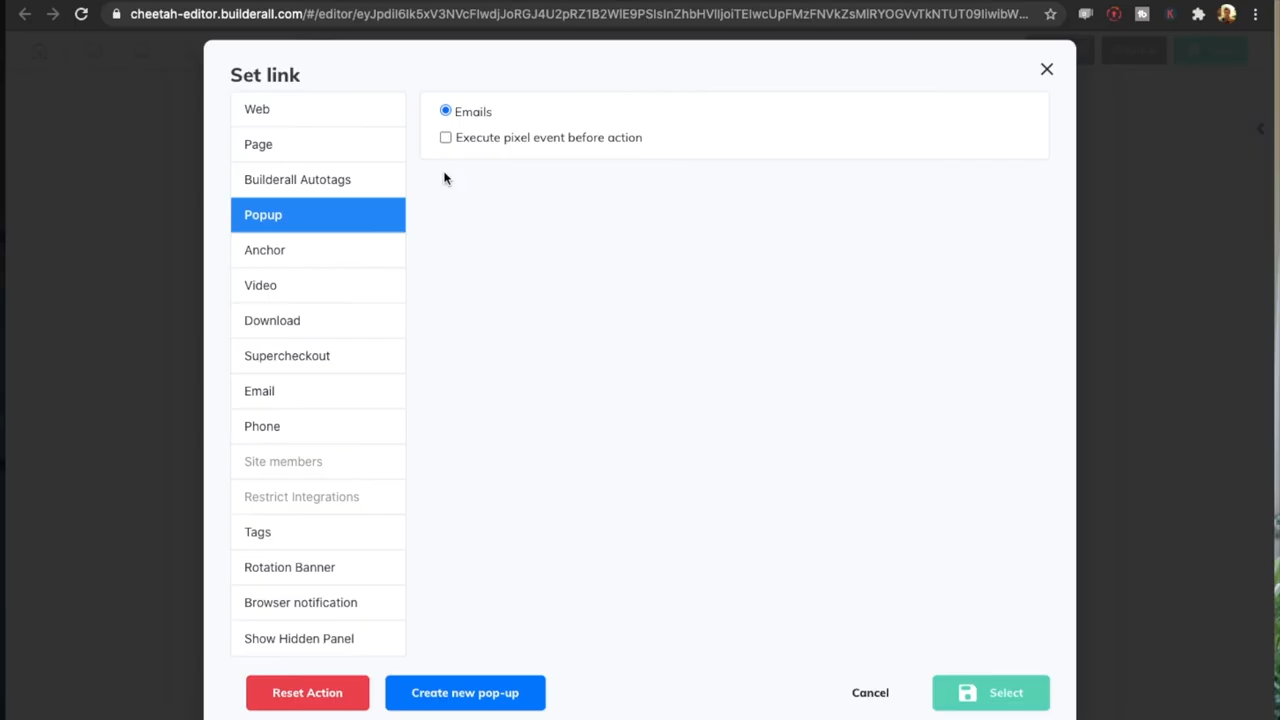 cheetah-editor.builderall.com/#/editor/eyJpdiI6Ik5xV3NVcFIwdjJoRGJ4U2pRZ1B2WlE9PSIsInZhbHVlIjoiTEIwcUpFMzFNVkZsMlRYOGVvTkNTUT09IiwibW...
Set link
Web
Emails
Execute pixel event before action
Page
Builderall Autotags
Popup
Anchor
Video
Download
Supercheckout
Email
Phone
Site members
Restrict Integrations
Tags
Rotation Banner
Browser notification
Show Hidden Panel
Reset Action
Create new pop-up
Cancel
Select